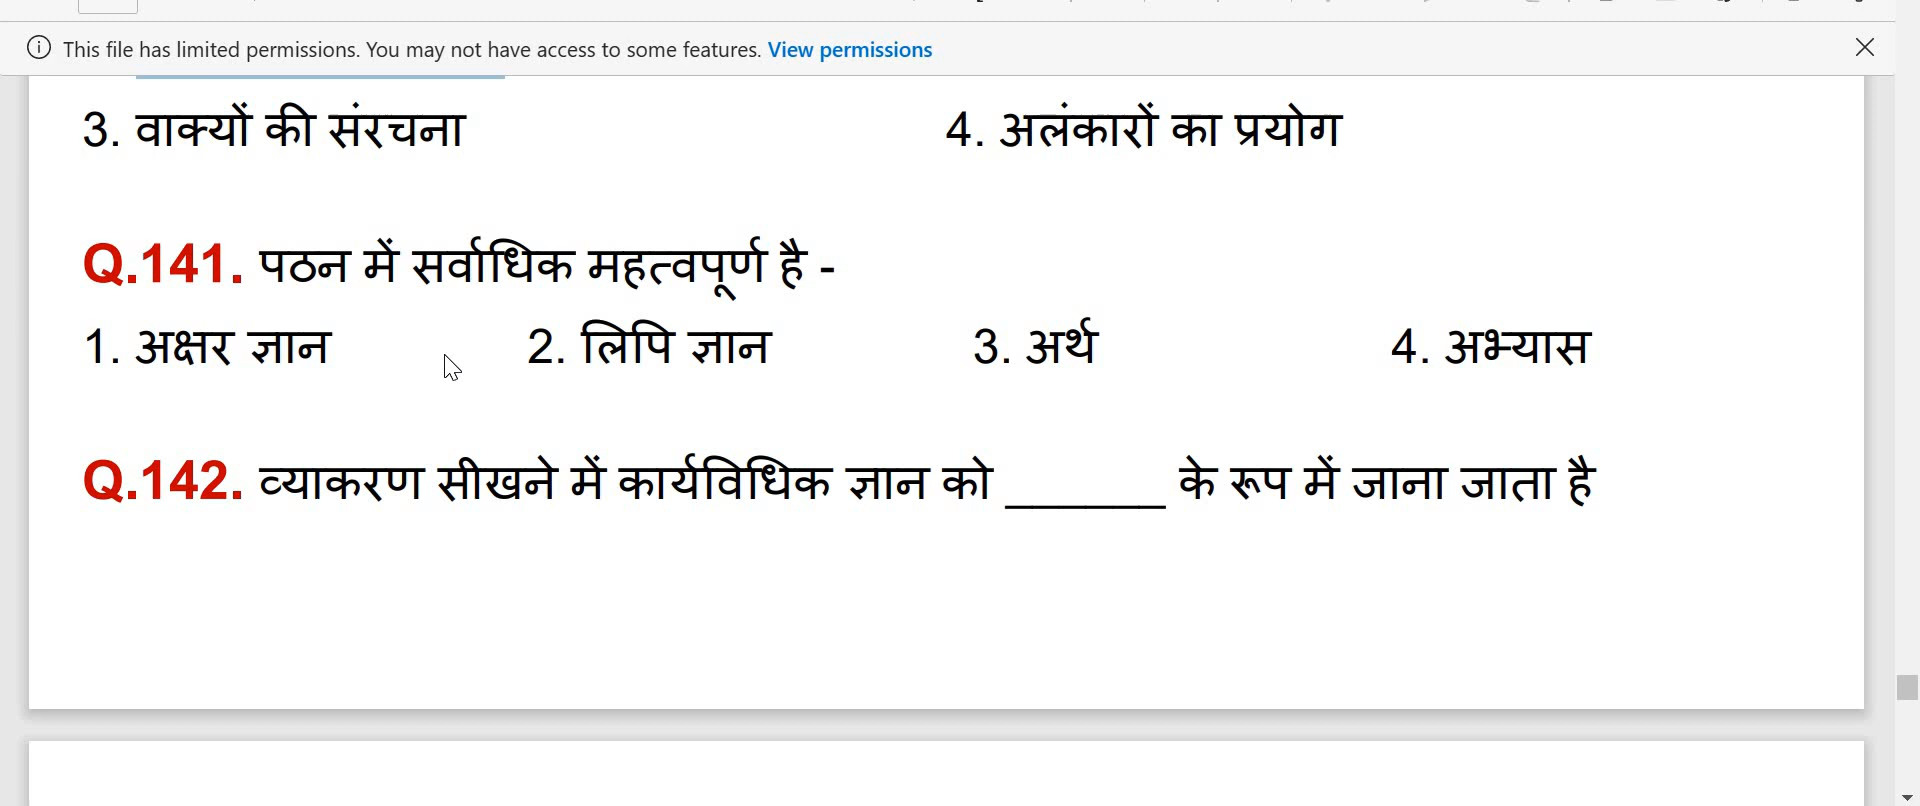 This file has limited permissions. You may not have access to some features. View permissions
3. वाक्यों की संरचना 4. अलंकारों का प्रयोग
Q.141. पठन में सर्वाधिक महत्वपूर्ण है -
1. अक्षर ज्ञान 2. लिपि ज्ञान 3. अर्थ 4. अभ्यास
Q.142. व्याकरण सीखने में कार्यविधिक ज्ञान को ______ के रूप में जाना जाता है